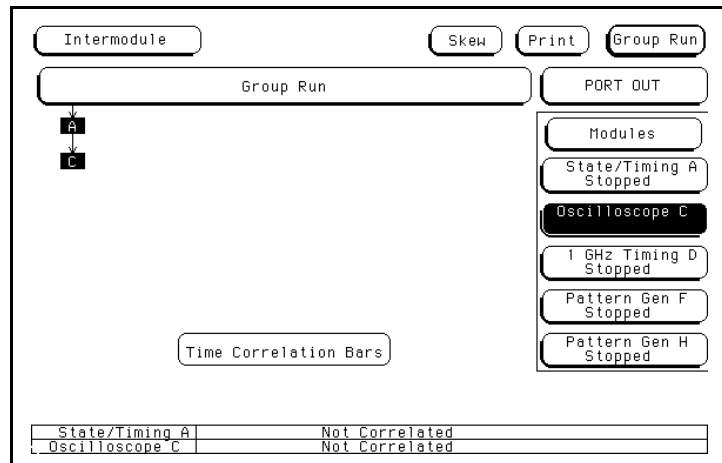 Intermodule
Skew
Print
Group Run
Group Run
PORT OUT
A
C
Modules
State/Timing A
Stopped
Oscilloscope C
1 GHz Timing D
Stopped
Pattern Gen F
Stopped
Pattern Gen H
Stopped
Time Correlation Bars
State/Timing A Not Correlated
Oscilloscope C Not Correlated